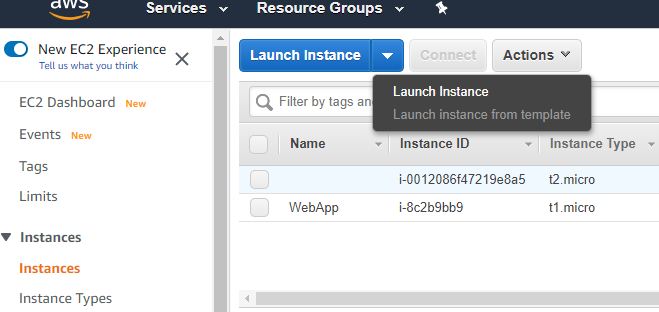 aws
Services
Resource Groups
New EC2 Experience
Tell us what you think
EC2 Dashboard New
Events New
Tags
Limits
Instances
Instances
Instance Types
Launch Instance
Connect
Actions
Launch Instance
Launch instance from template
Filter by tags and
Name Instance ID Instance Type
i-0012086f47219e8a5 t2.micro
WebApp i-8c2b9bb9 t1.micro